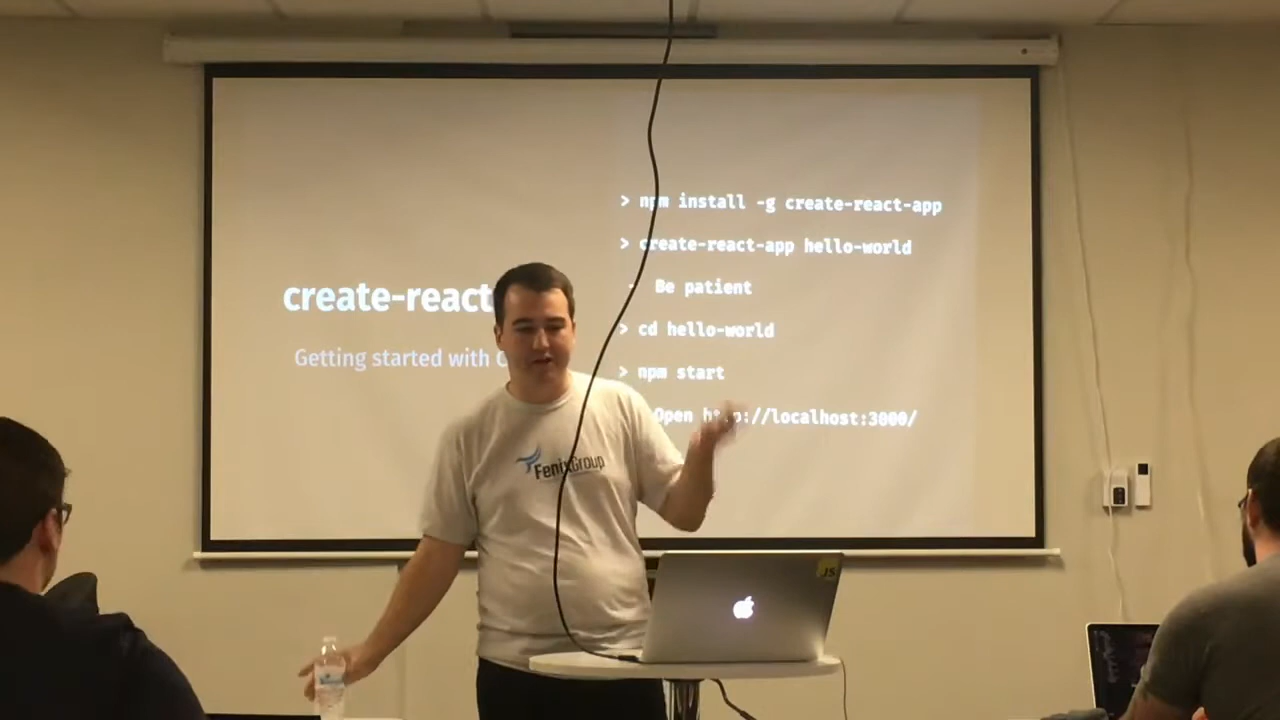 create-react
Getting started with
> npm install -g create-react-app
> create-react-app hello-world
- Be patient
> cd hello-world
> npm start
Open http://localhost:3000/
FenixGroup
JS